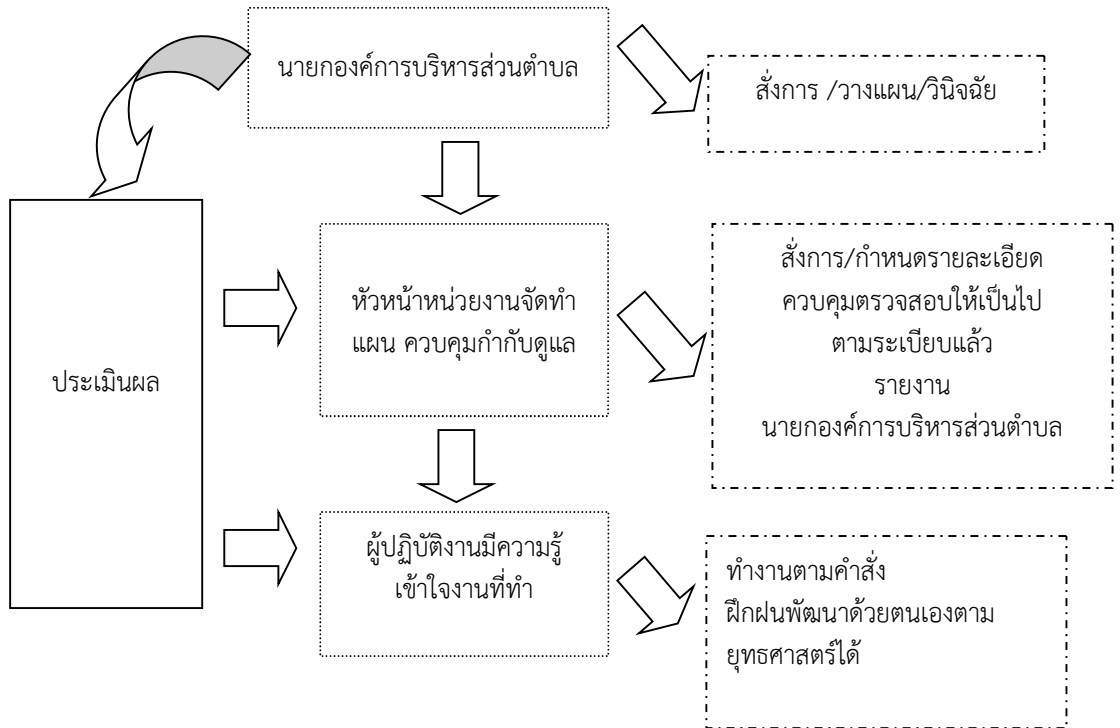 นายกองค์การบริหารส่วนตำบล
สั่งการ /วางแผน/วินิจฉัย
หัวหน้าหน่วยงานจัดทำ
แผน ควบคุมกำกับดูแล
สั่งการ/กำหนดรายละเอียด
ควบคุมตรวจสอบให้เป็นไป
ตามระเบียบแล้ว
รายงาน
นายกองค์การบริหารส่วนตำบล
ประเมินผล
ผู้ปฏิบัติงานมีความรู้
เข้าใจงานที่ทำ
ทำงานตามคำสั่ง
ฝึกฝนพัฒนาด้วยตนเองตาม
ยุทธศาสตร์ได้